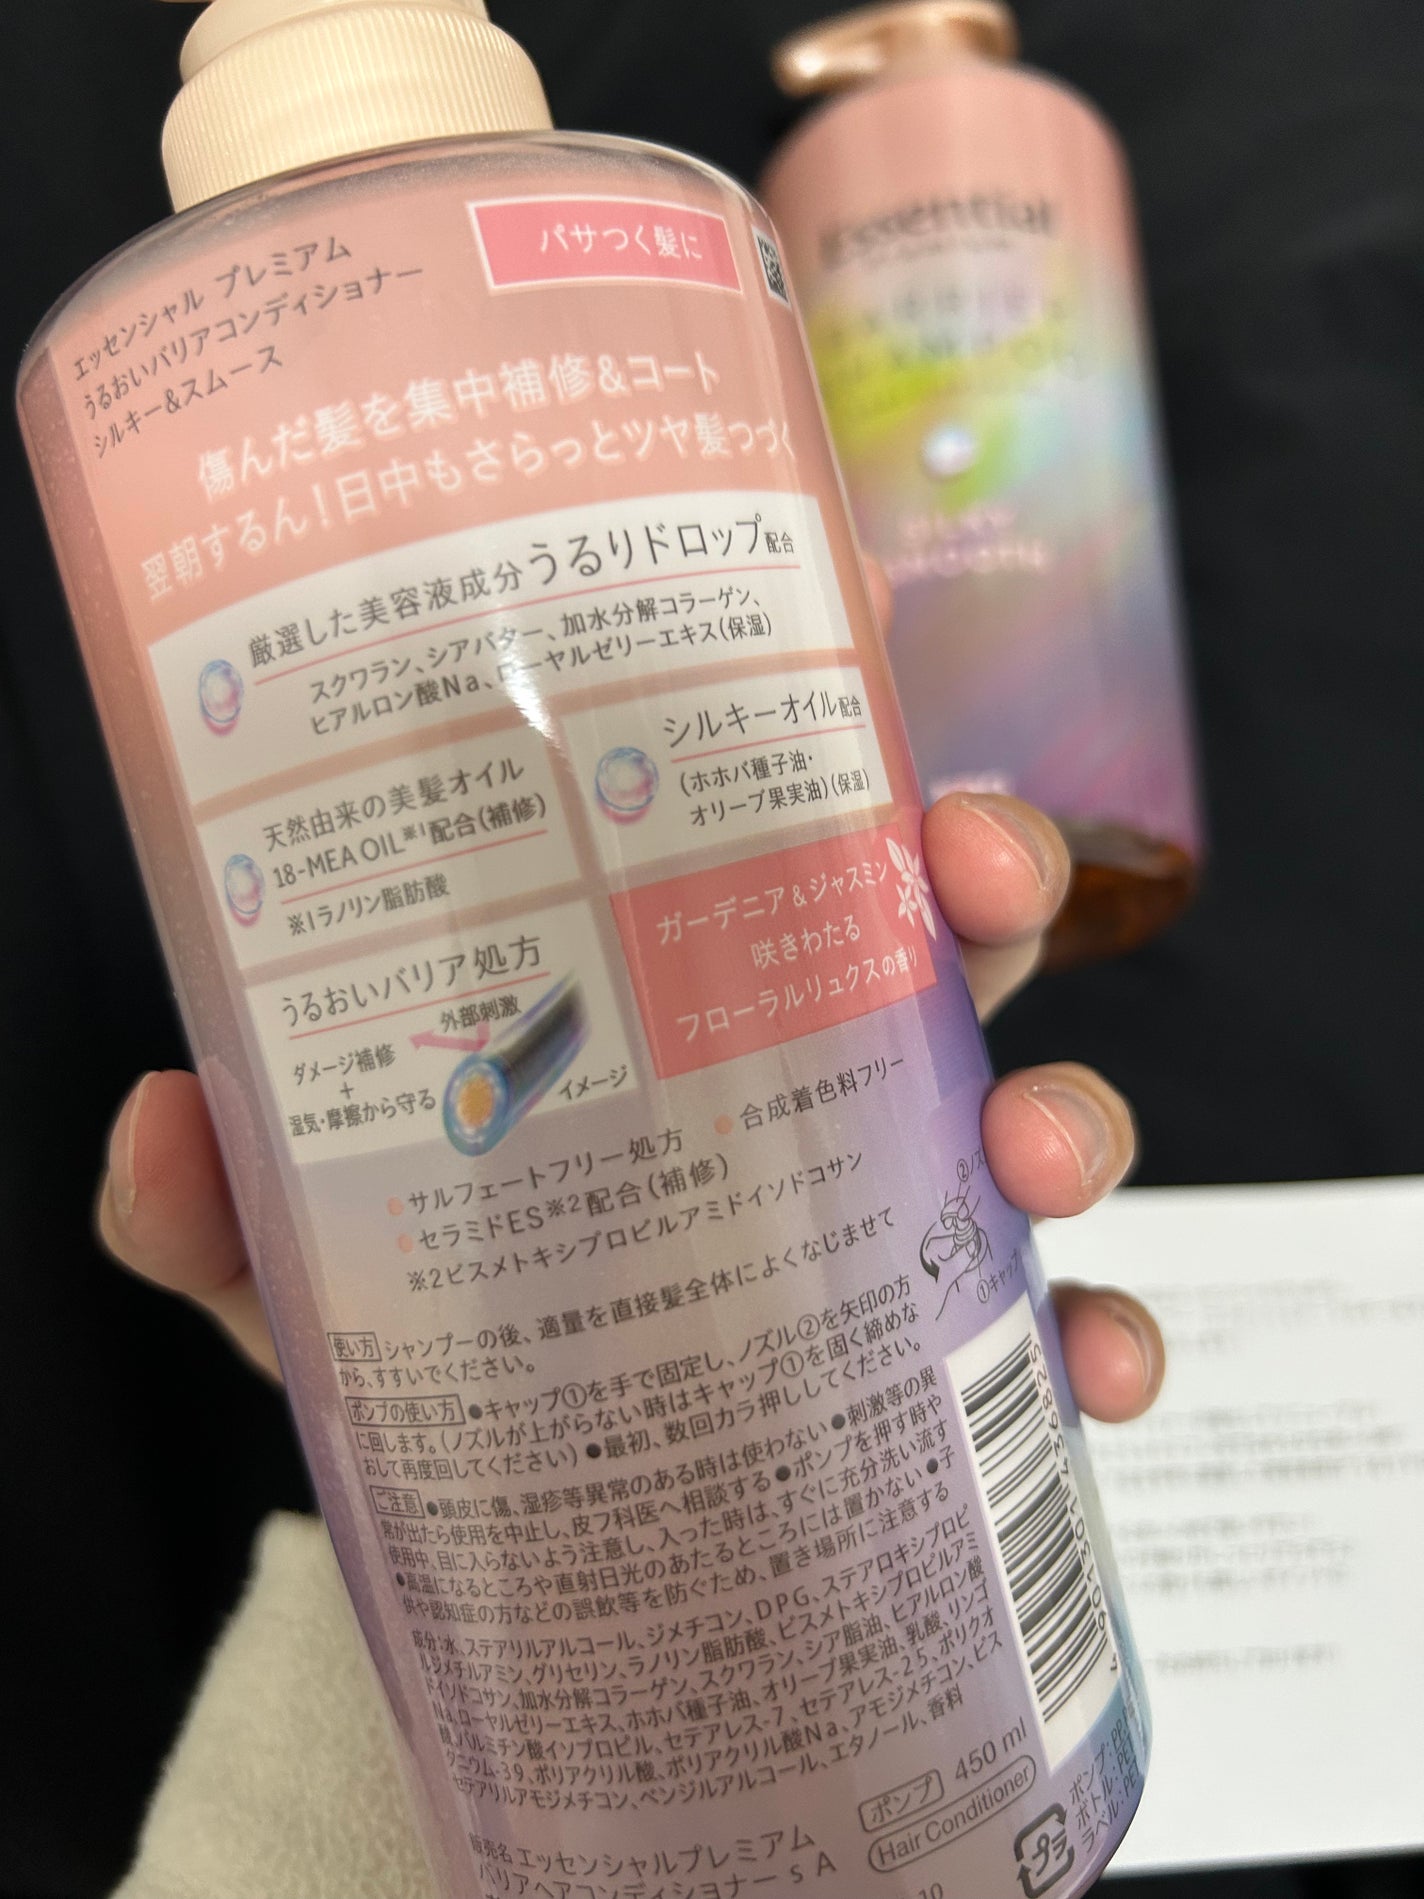 エッセンシャル プレミアム
うるおいバリアコンディショナー
シルキー&スムース
パサつく髪に
傷んだ髪を集中補修&コート
翌朝するん!日中もさらっとツヤ髪つづく
厳選した美容液成分うるりドロップ配合
スクワラン、シアバター、加水分解コラーゲン、
ヒアルロン酸Na、ローヤルゼリーエキス(保湿)
天然由来の美髪オイル
18-MEA OIL※1配合(補修)
※1ラノリン脂肪酸
シルキーオイル配合
(ホホバ種子油・
オリーブ果実油)(保湿)
うるおいバリア処方
外部刺激
ダメージ補修
+
湿気・摩擦から守る
イメージ
ガーデニア&ジャスミン
咲きわたる
フローラルリュクスの香り
サルフェートフリー処方
合成着色料フリー
セラミドES※2配合(補修)
※2ビスメトキシプロピルアミドイソドコサン
使い方 シャンプーの後、適量を直接髪全体によくなじませて
から、すすいでください。
ポンプの使い方 ●キャップ①を手で固定し、ノズル②を矢印の方
に回します。(ノズルが上がらない時はキャップ①を固く締めな
おして再度回してください) ●最初、数回カラ押ししてください。
②ノズ
①キャップ
ご注意 ●頭皮に傷、湿疹等異常のある時は使わない ●刺激等の異
常が出たら使用を中止し、皮フ科医へ相談する ●ポンプを押す時や
使用中、目に入らないよう注意し、入った時は、すぐに充分洗い流す
●高温になるところや直射日光のあたるところには置かない ●子
供や認知症の方などの誤飲等を防ぐため、置き場所に注意する
成分:水、ステアリルアルコール、ジメチコン、DPG、ステアロキシプロピ
ルジメチルアミン、グリセリン、ラノリン脂肪酸、ビスメトキシプロピルアミ
ドイソドコサン、加水分解コラーゲン、スクワラン、シア脂油、ヒアルロン酸
Na、ローヤルゼリーエキス、ホホバ種子油、オリーブ果実油、乳酸、リンゴ
酸、パルミチン酸イソプロピル、セテアレス-7、セテアレス-25、ポリクオ
タニウム-39、ポリアクリル酸、ポリアクリル酸Na、アモジメチコン、ビス
セテアリルアモジメチコン、ベンジルアルコール、エタノール、香料
ポンプ 450 ml
Hair Conditioner
販売名 エッセンシャルプレミアム
バリアヘアコンディショナーs A
プラ
ポンプ:PP,
ボトル:PET
ラベル:PET
10
Essential